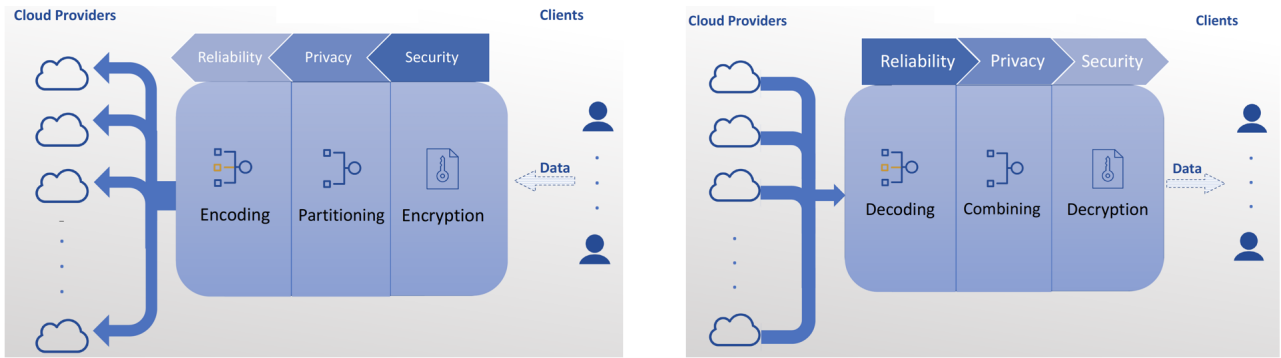 Cloud Providers
Clients
Reliability
Privacy
Security
Data
Encoding
Partitioning
Encryption
Cloud Providers
Clients
Reliability
Privacy
Security
Data
Decoding
Combining
Decryption